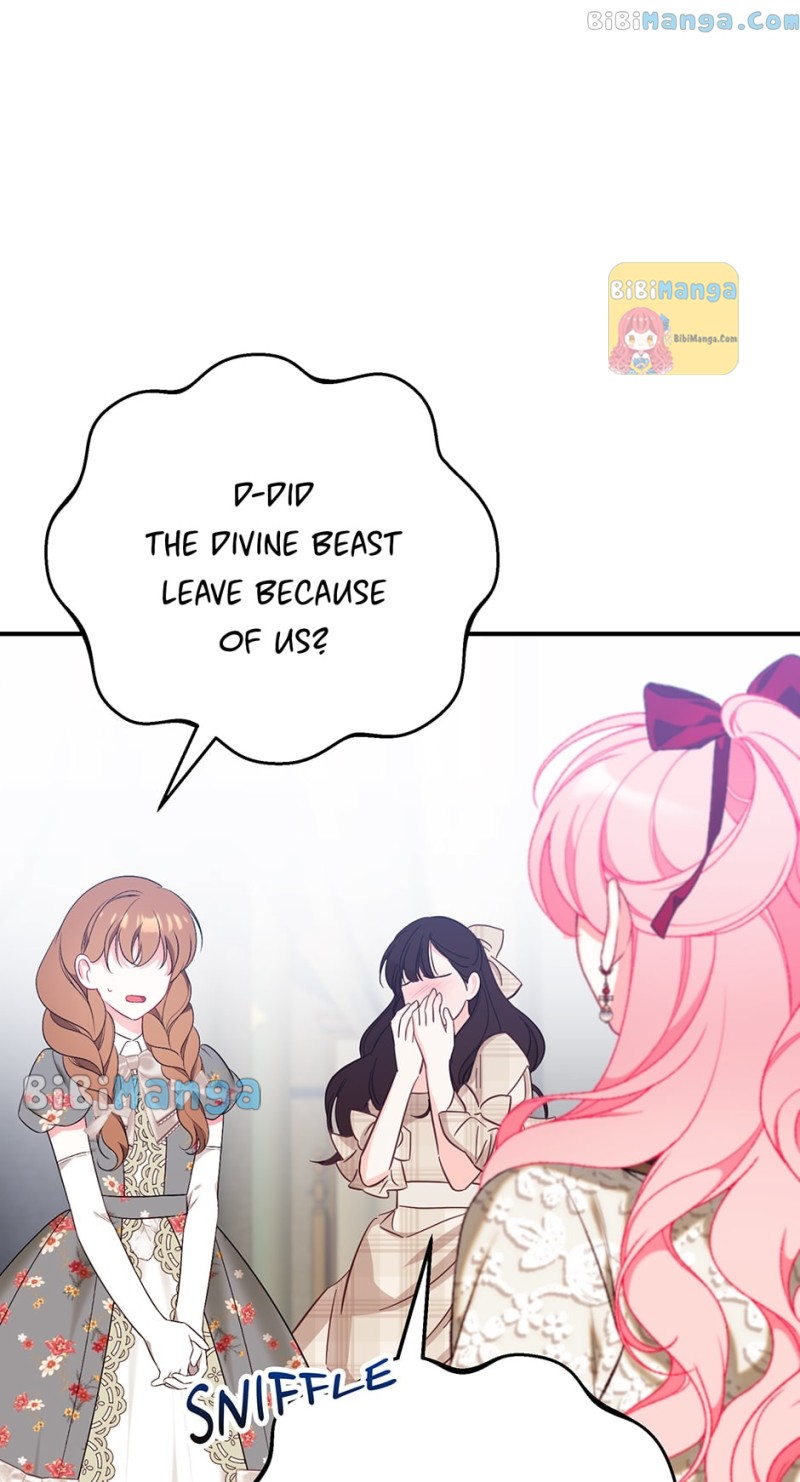 BiBiManga.Com
BiBiManga
BibiManga.Com
D-DID
THE DIVINE BEAST
LEAVE BECAUSE
OF US?
BiBiManga
SNIFFLE